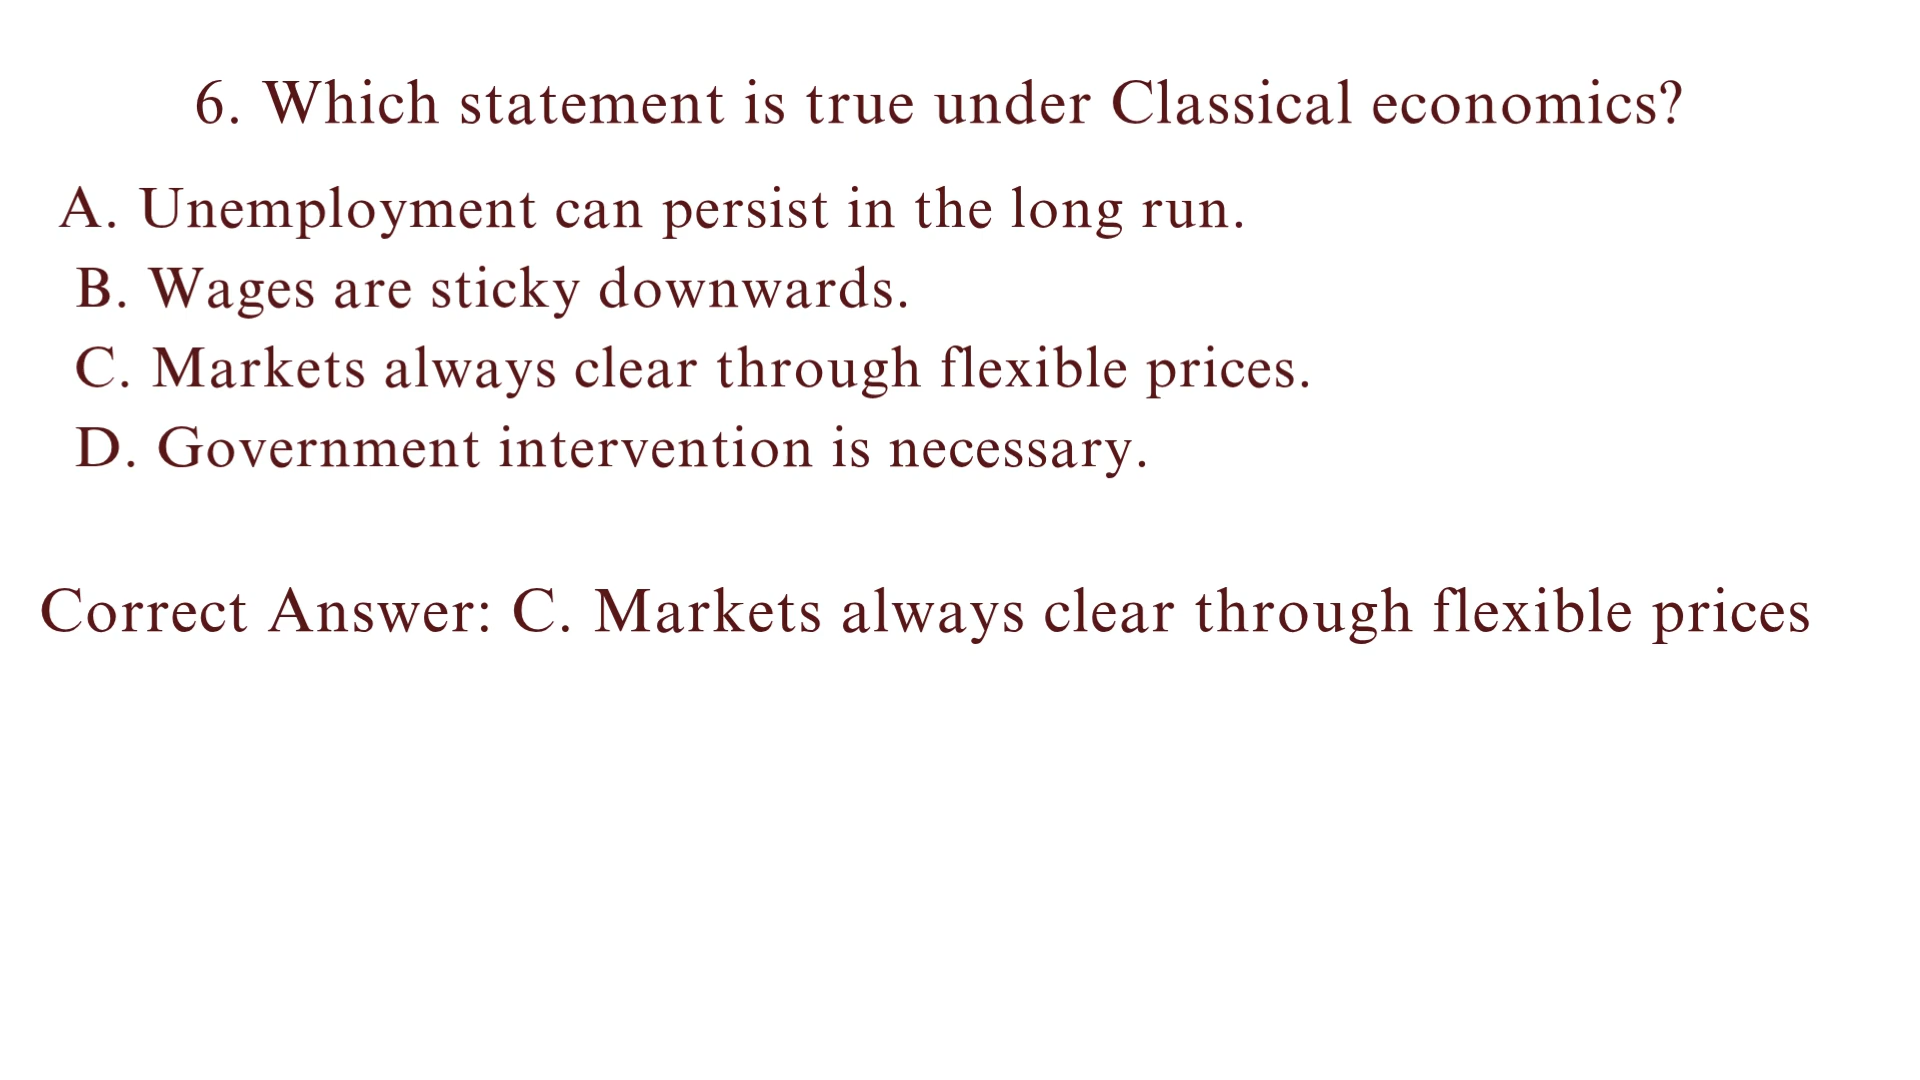 6. Which statement is true under Classical economics?
A. Unemployment can persist in the long run.
B. Wages are sticky downwards.
C. Markets always clear through flexible prices.
D. Government intervention is necessary.
Correct Answer: C. Markets always clear through flexible prices